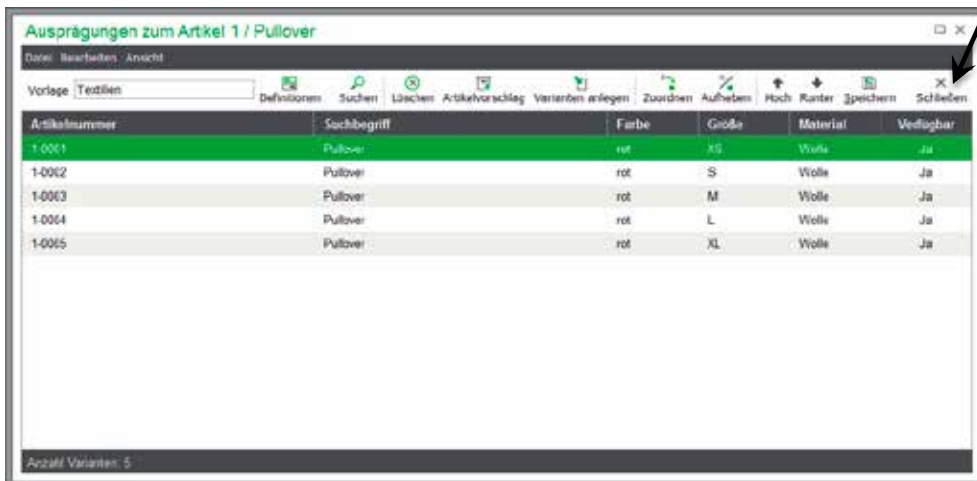 Ausprägungen zum Artikel 1 / Pullover
Datei Bearbeiten Ansicht
Vorlage Textilien Definitionen Suchen Löschen Artikelvorschlag Varianten anlegen Zuordnen Aufheben Hoch Runter Speichern Schließen
Artikelnummer Suchbegriff Farbe Größe Material Verfügbar
1-0001 Pullover rot XS Wolle Ja
1-0002 Pullover rot S Wolle Ja
1-0003 Pullover rot M Wolle Ja
1-0004 Pullover rot L Wolle Ja
1-0005 Pullover rot XL Wolle Ja
Anzahl Varianten: 5